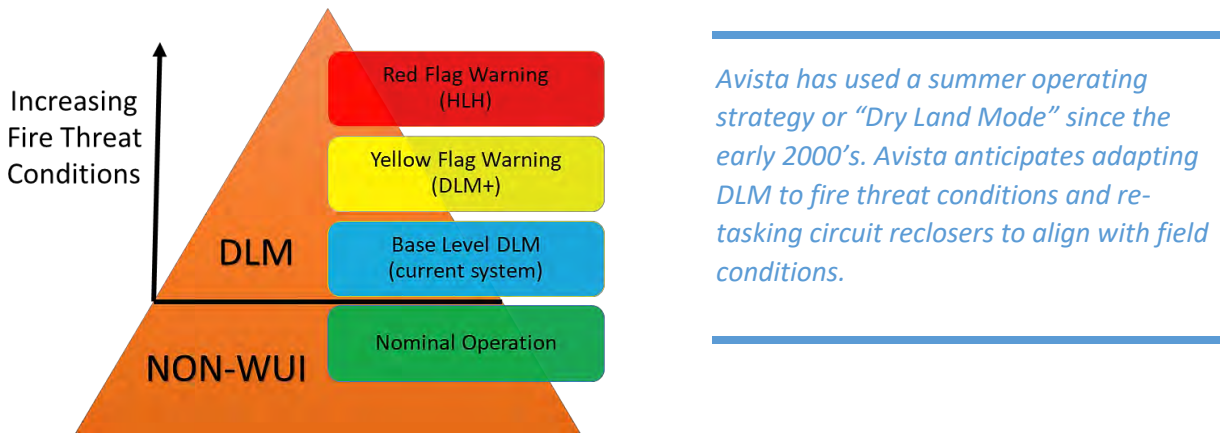 Increasing
Fire Threat
Conditions
Red Flag Warning
(HLH)
Yellow Flag Warning
(DLM+)
DLM
Base Level DLM
(current system)
NON-WUI
Nominal Operation
Avista has used a summer operating
strategy or “Dry Land Mode” since the
early 2000’s. Avista anticipates adapting
DLM to fire threat conditions and re-
tasking circuit reclosers to align with field
conditions.